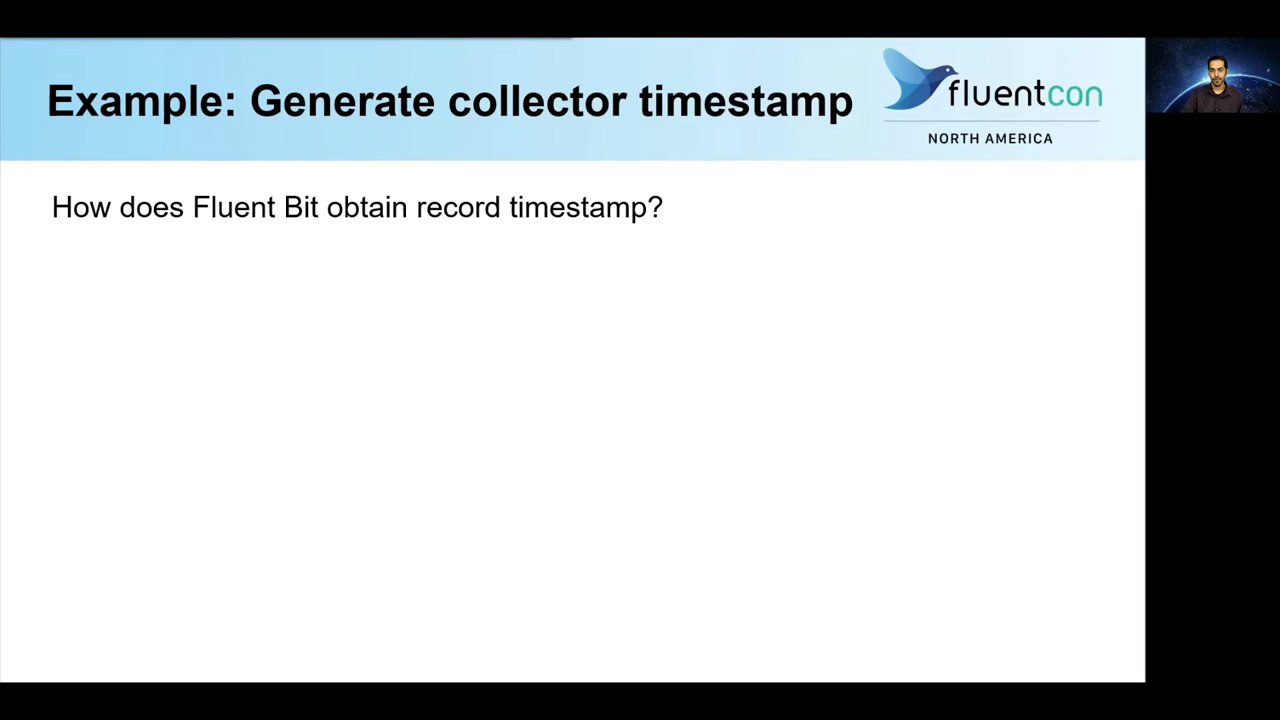 Example: Generate collector timestamp
fluentcon
NORTH AMERICA
How does Fluent Bit obtain record timestamp?